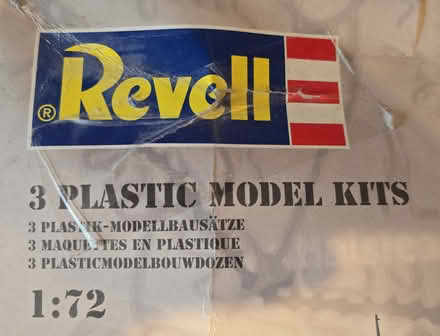 ® Revell
3 PLASTIC MODEL KITS
3 PLASTIK-MODELLBAUSÄTZE
3 MAQUETTES EN PLASTIQUE
3 PLASTICMODELBOUWDOZEN
1:72